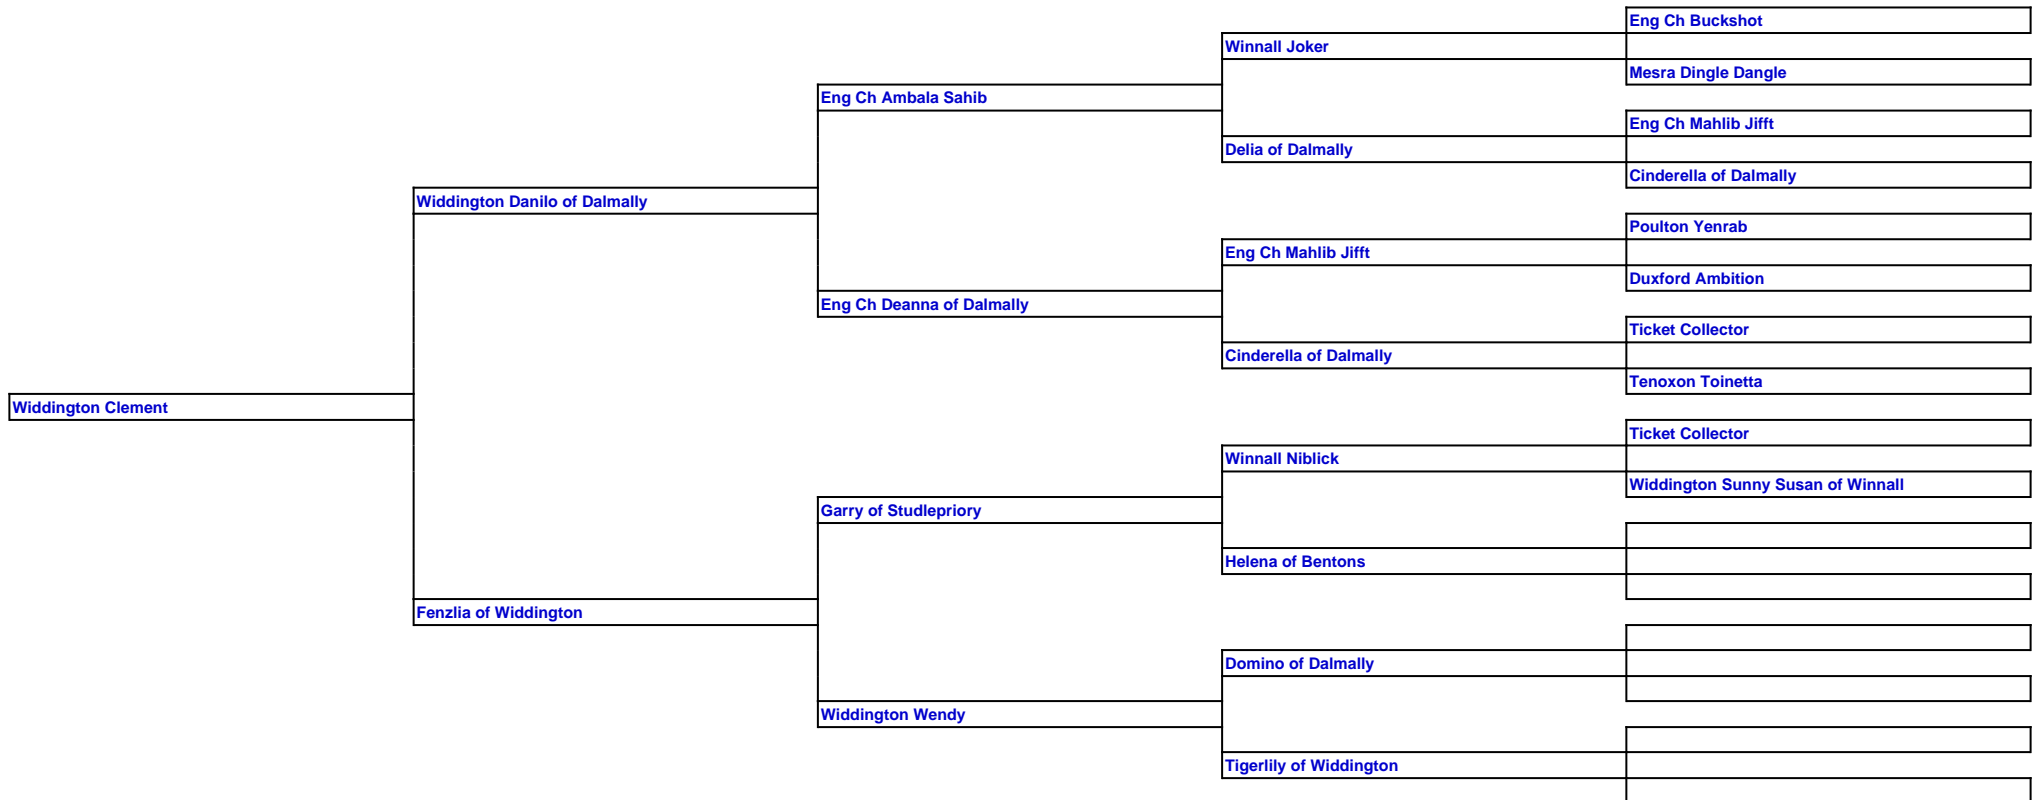 Eng Ch Buckshot
Winnall Joker
Mesra Dingle Dangle
Eng Ch Ambala Sahib
Eng Ch Mahlib Jifft
Delia of Dalmally
Cinderella of Dalmally
Widdington Danilo of Dalmally
Poulton Yenrab
Eng Ch Mahlib Jifft
Duxford Ambition
Eng Ch Deanna of Dalmally
Ticket Collector
Cinderella of Dalmally
Tenoxon Toinetta
Widdington Clement
Ticket Collector
Winnall Niblick
Widdington Sunny Susan of Winnall
Garry of Studlepriory
Helena of Bentons
Fenzlia of Widdington
Domino of Dalmally
Widdington Wendy
Tigerlily of Widdington